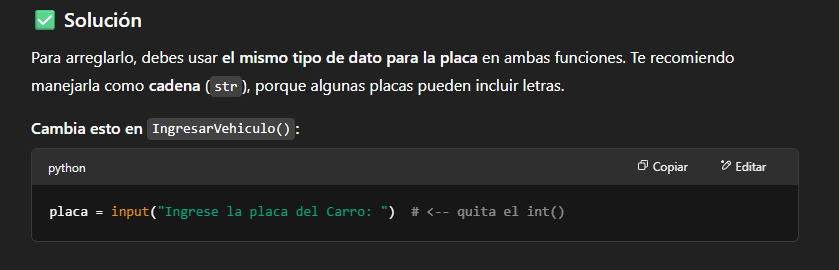 ✅ Solución
Para arreglarlo, debes usar el mismo tipo de dato para la placa en ambas funciones. Te recomiendo
manejarla como cadena (str), porque algunas placas pueden incluir letras.
Cambia esto en IngresarVehiculo():
python Copiar Editar
placa = input("Ingrese la placa del Carro: ")  # <-- quita el int()